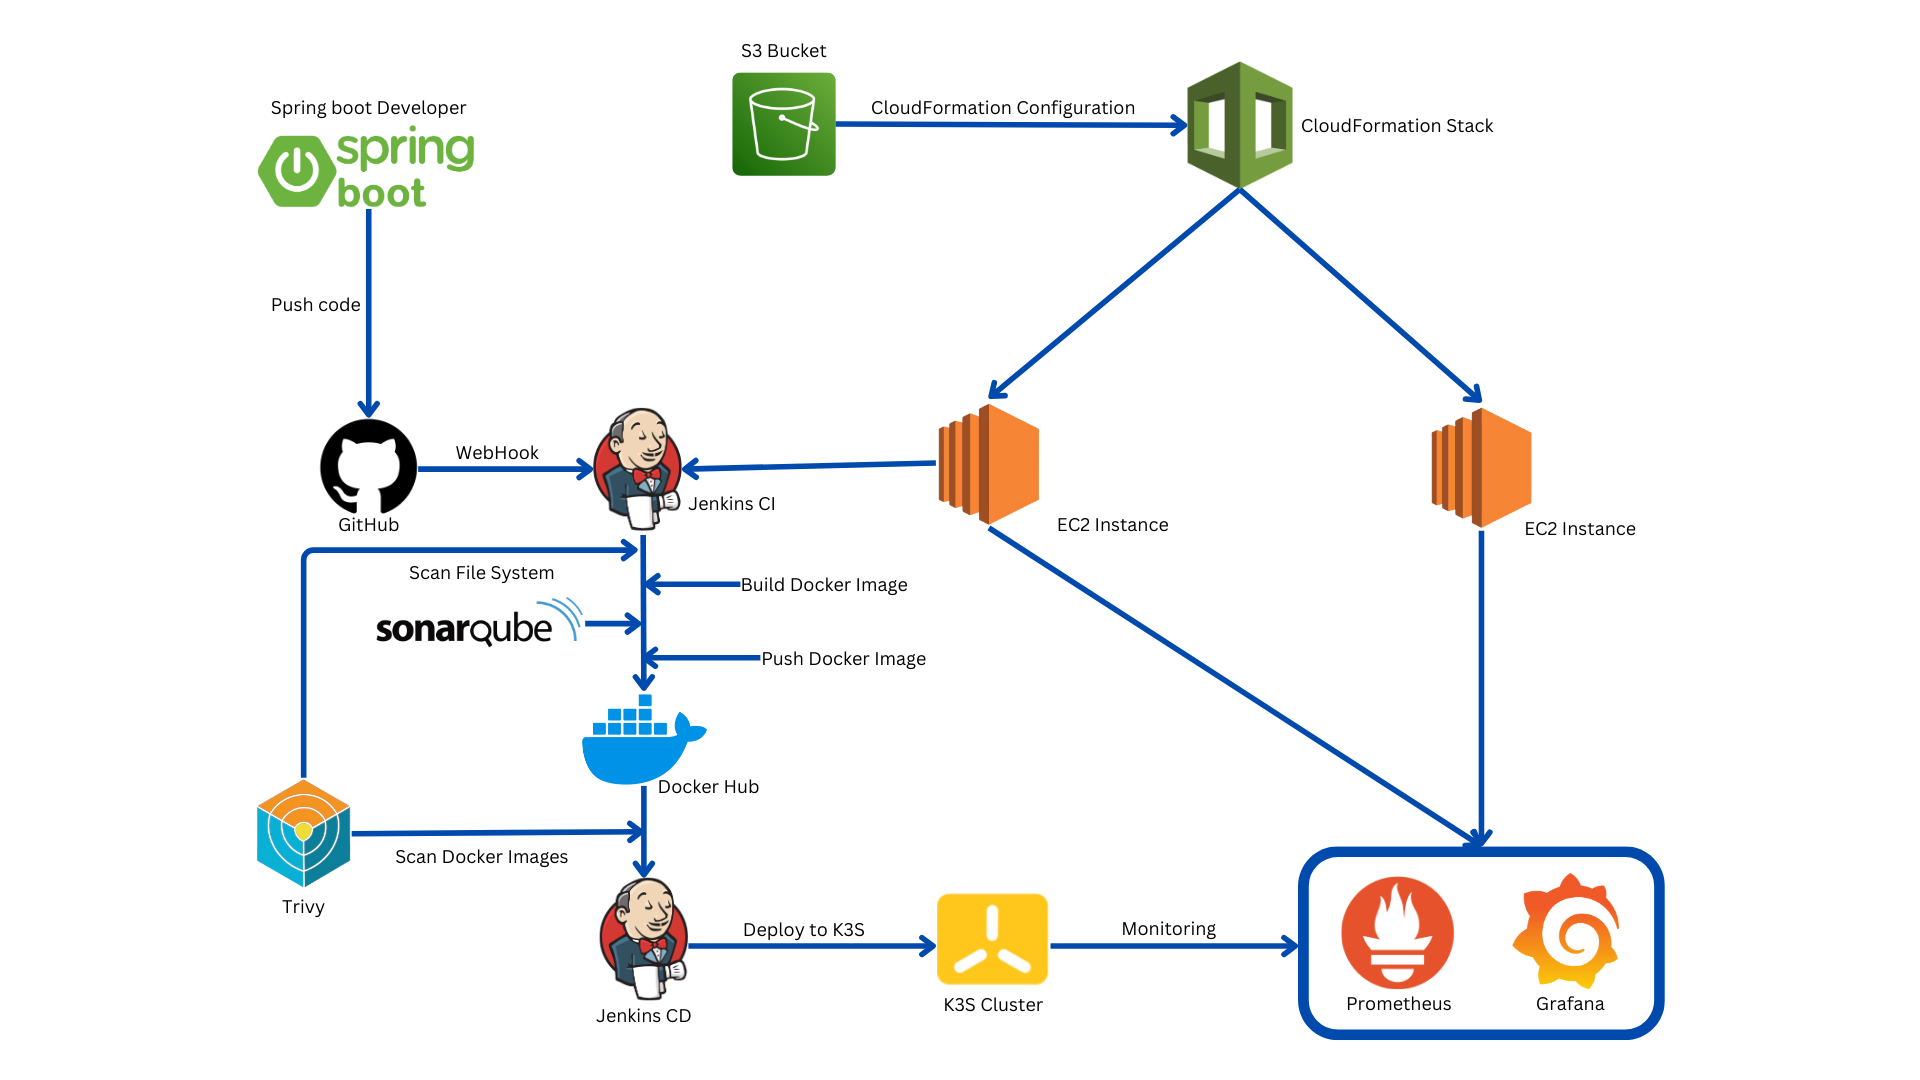 S3 Bucket
Spring boot Developer
CloudFormation Configuration
CloudFormation Stack
spring
boot
Push code
WebHook
Jenkins CI
GitHub
EC2 Instance
EC2 Instance
Scan File System
Build Docker Image
sonarqube
Push Docker Image
Docker Hub
Scan Docker Images
Trivy
Deploy to K3S
Monitoring
K3S Cluster
Prometheus
Grafana
Jenkins CD